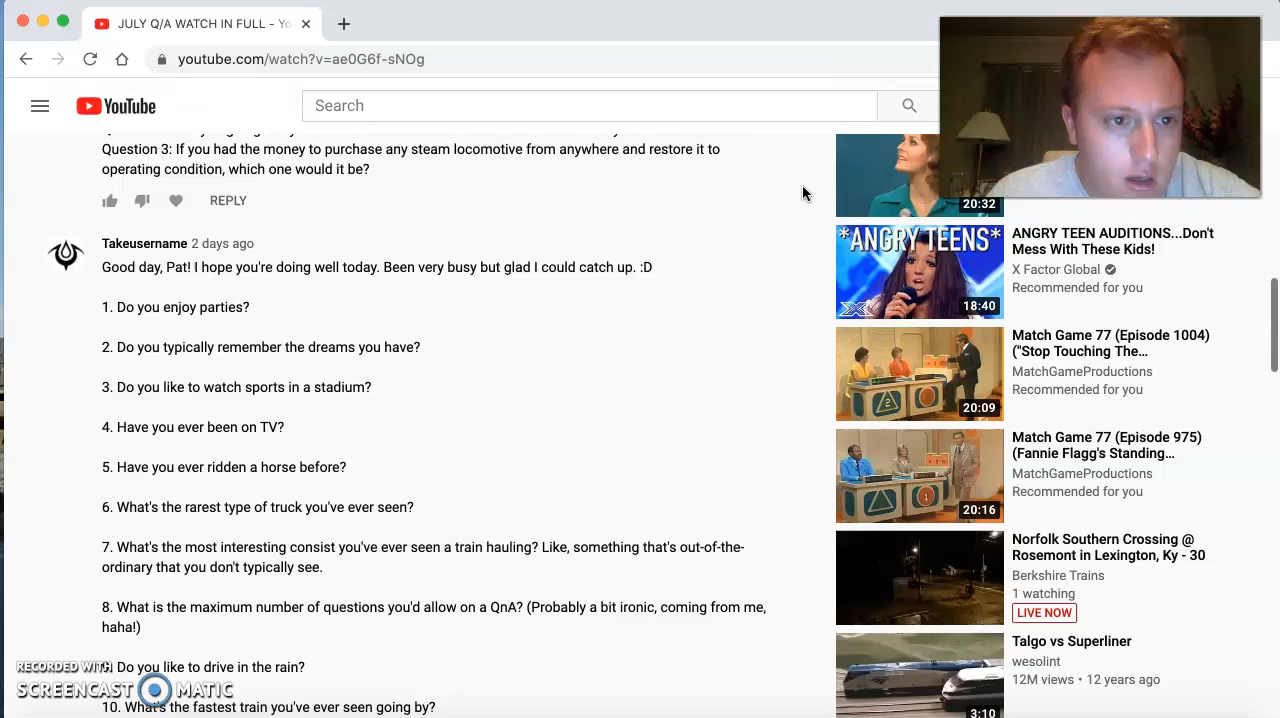 JULY Q/A WATCH IN FULL - Yo
youtube.com/watch?v=ae0G6f-sNOg
YouTube
Search
Question 3: If you had the money to purchase any steam locomotive from anywhere and restore it to
operating condition, which one would it be?
REPLY
Takeusername 2 days ago
Good day, Pat! I hope you're doing well today. Been very busy but glad I could catch up. :D
1. Do you enjoy parties?
2. Do you typically remember the dreams you have?
3. Do you like to watch sports in a stadium?
4. Have you ever been on TV?
5. Have you ever ridden a horse before?
6. What's the rarest type of truck you've ever seen?
7. What's the most interesting consist you've ever seen a train hauling? Like, something that's out-of-the-
ordinary that you don't typically see.
8. What is the maximum number of questions you'd allow on a QnA? (Probably a bit ironic, coming from me,
haha!)
9. Do you like to drive in the rain?
10. What's the fastest train you've ever seen going by?
RECORDED WITH
SCREENCAST MATIC
20:32
*ANGRY TEENS*
18:40
ANGRY TEEN AUDITIONS...Don't
Mess With These Kids!
X Factor Global
Recommended for you
20:09
Match Game 77 (Episode 1004)
("Stop Touching The...
MatchGameProductions
Recommended for you
20:16
Match Game 77 (Episode 975)
(Fannie Flagg's Standing...
MatchGameProductions
Recommended for you
Norfolk Southern Crossing @
Rosemont in Lexington, Ky - 30
Berkshire Trains
1 watching
LIVE NOW
3:10
Talgo vs Superliner
wesolint
12M views • 12 years ago